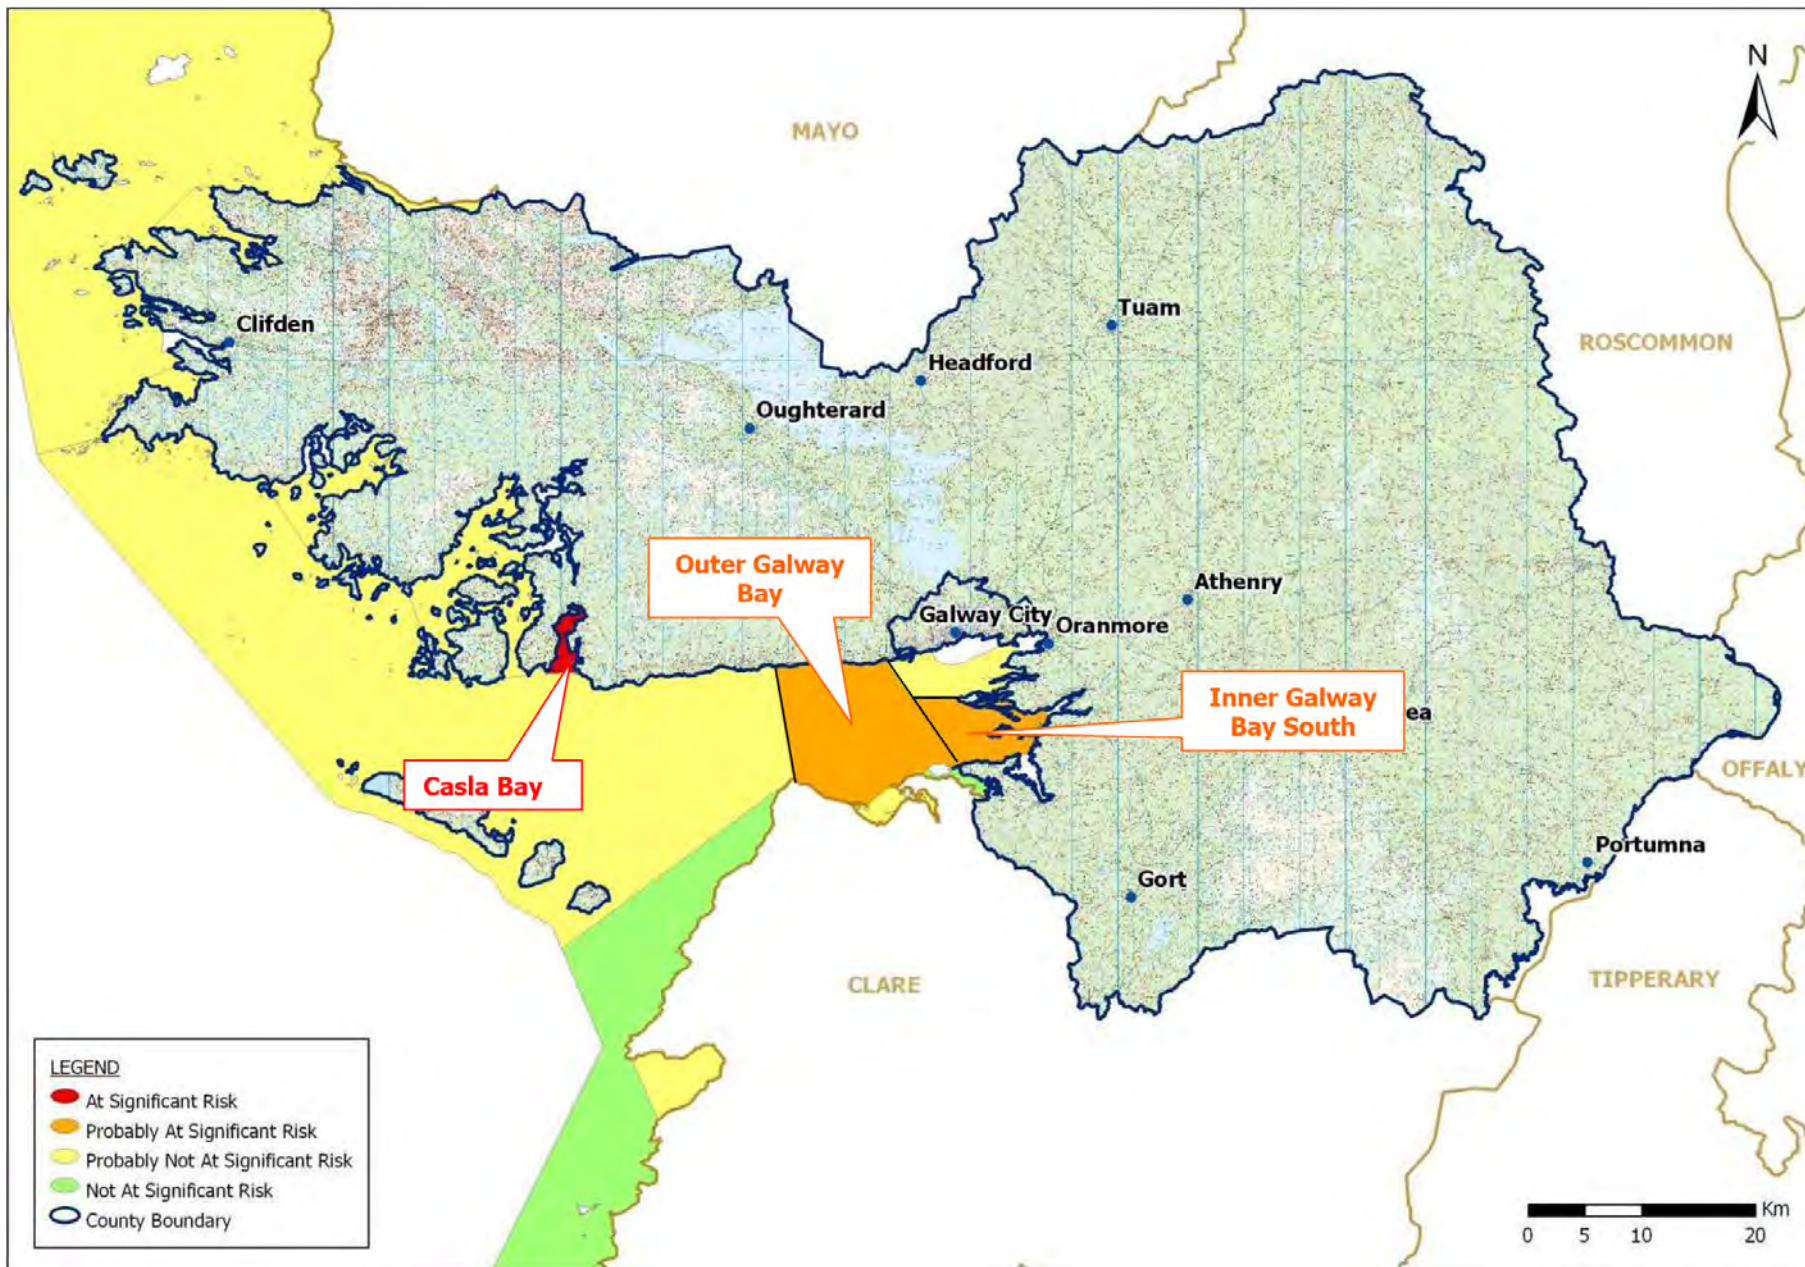 N
MAYO
Clifden
Tuam
ROSCOMMON
Headford
Oughterard
Outer Galway
Bay
Athenry
Galway City
Oranmore
Inner Galway
Bay South
ea
Casla Bay
OFFALY
Portumna
Gort
CLARE
TIPPERARY
LEGEND
At Significant Risk
Probably At Significant Risk
Probably Not At Significant Risk
Not At Significant Risk
County Boundary
Km
0 5 10 20